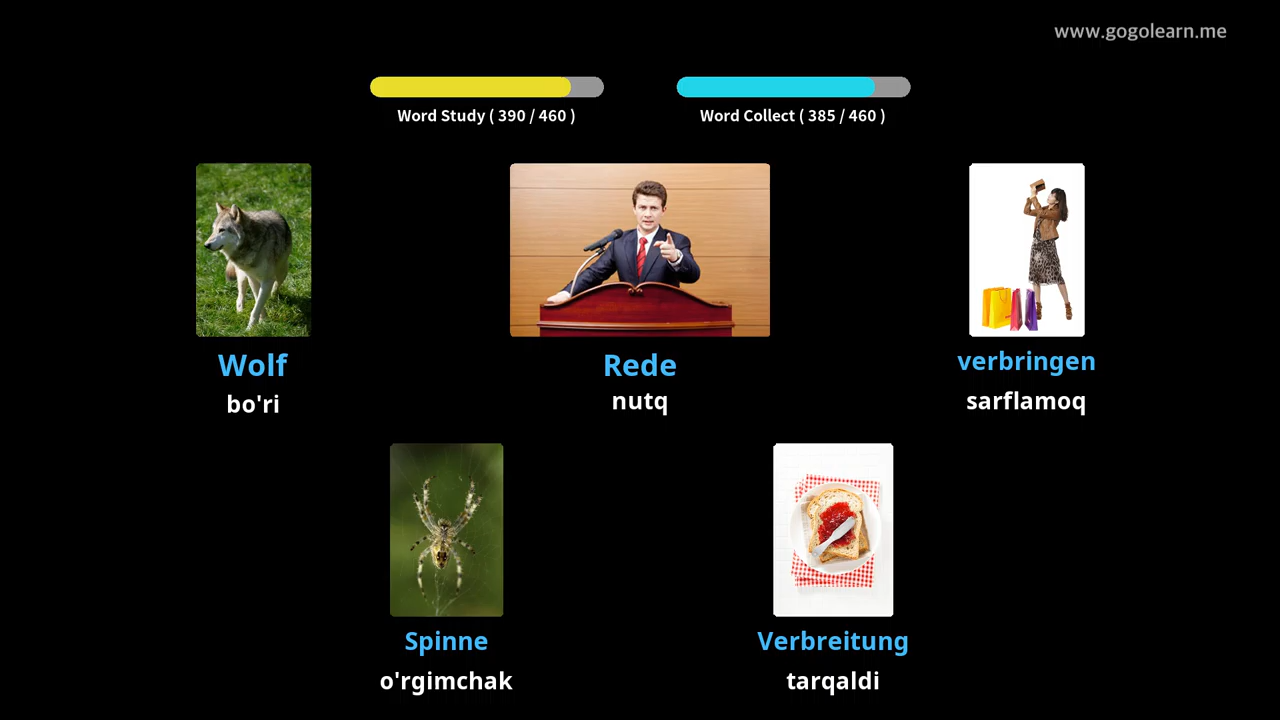 www.gogolearn.me
Word Study ( 390 / 460 )
Word Collect ( 385 / 460 )
Wolf
bo'ri
Rede
nutq
verbringen
sarflamoq
Spinne
o'rgimchak
Verbreitung
tarqaldi